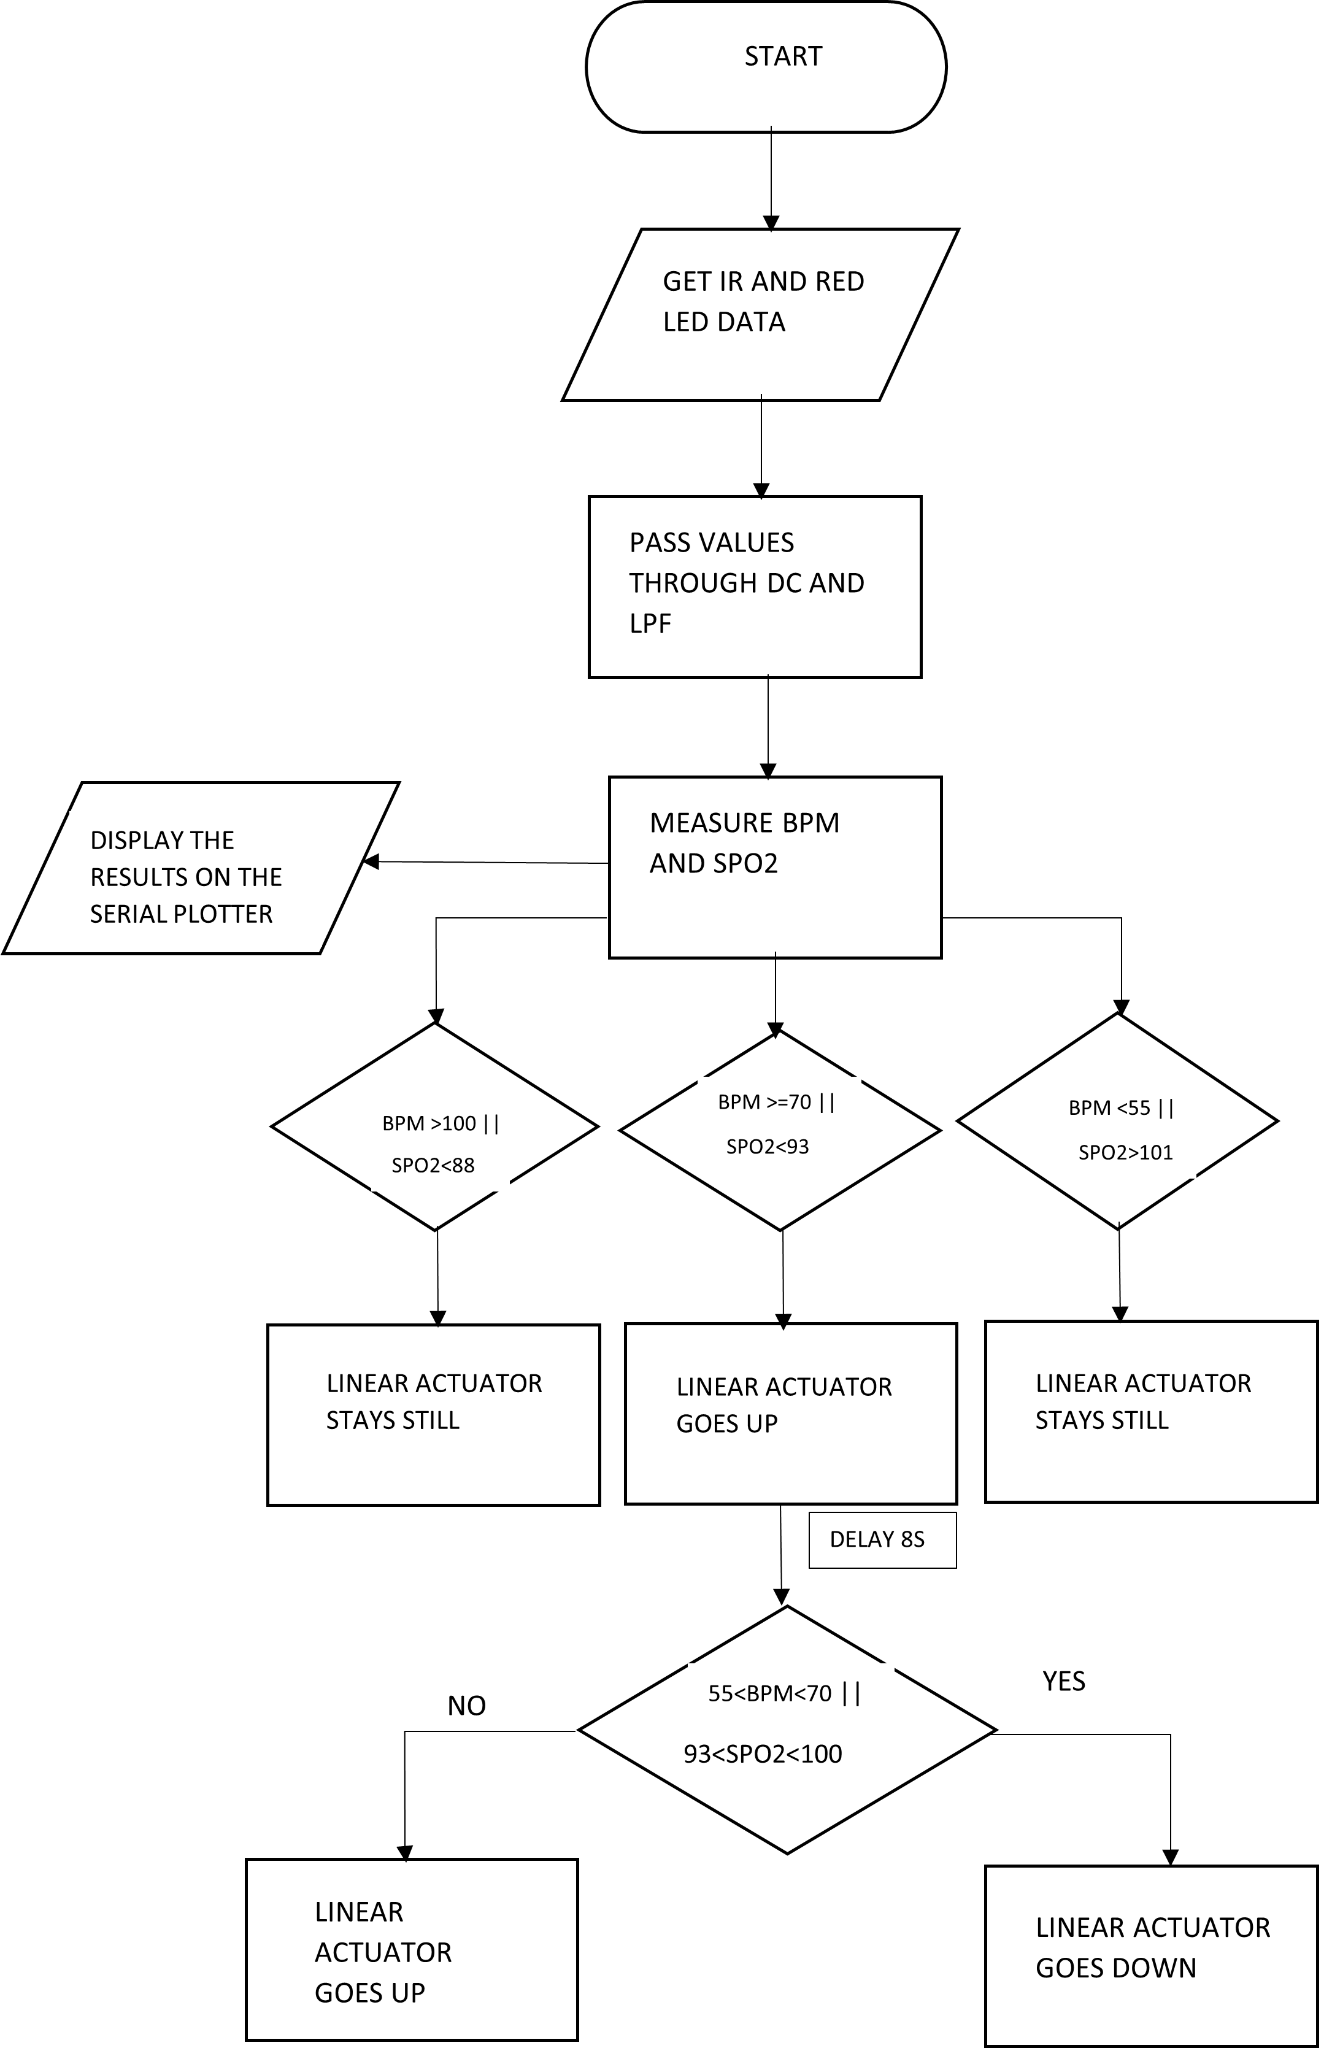 START
GET IR AND RED
LED DATA
PASS VALUES
THROUGH DC AND
LPF
MEASURE BPM
AND SPO2
DISPLAY THE
RESULTS ON THE
SERIAL PLOTTER
BPM >100 ||
SPO2<88
BPM >=70 ||
SPO2<93
BPM <55 ||
SPO2>101
LINEAR ACTUATOR
STAYS STILL
LINEAR ACTUATOR
GOES UP
LINEAR ACTUATOR
STAYS STILL
DELAY 8S
55<BPM<70 ||
93<SPO2<100
NO
YES
LINEAR
ACTUATOR
GOES UP
LINEAR ACTUATOR
GOES DOWN